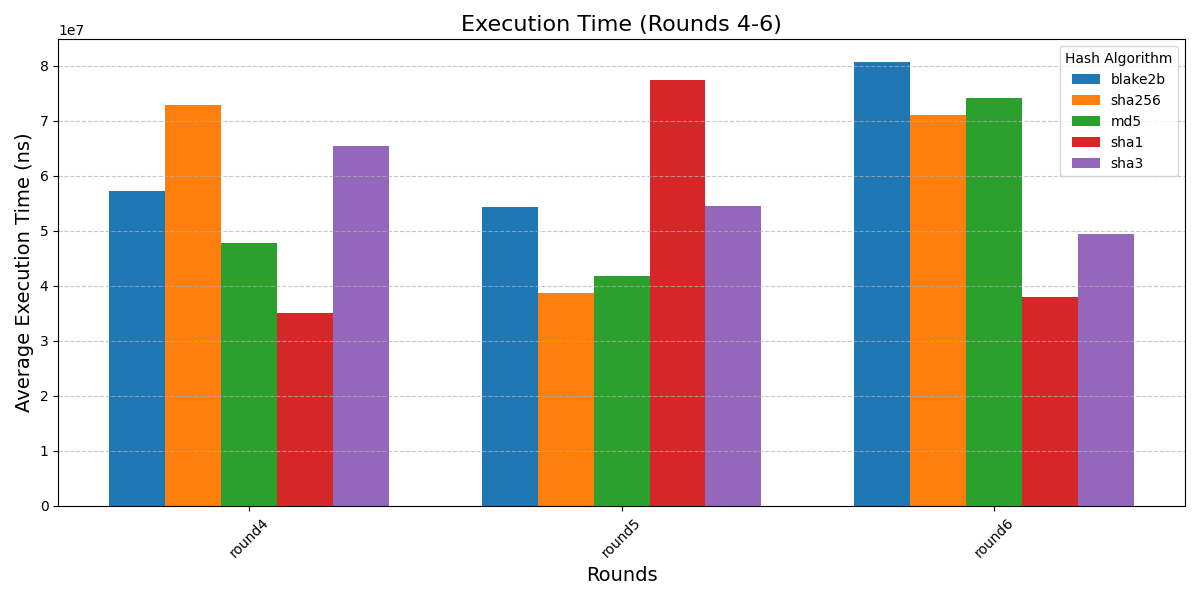 Execution Time (Rounds 4-6)
1e7
Average Execution Time (ns)
8
7
6
5
4
3
2
1
0
Hash Algorithm
blake2b
sha256
md5
sha1
sha3
round4
round5
round6
Rounds